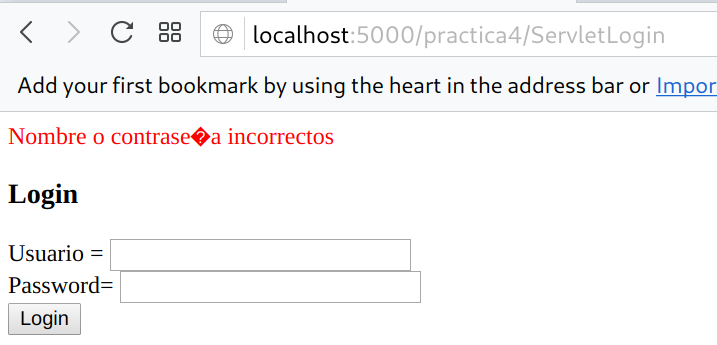 localhost:5000/practica4/ServletLogin
Add your first bookmark by using the heart in the address bar or Impor
Nombre o contrase�a incorrectos
Login
Usuario =
Password=
Login